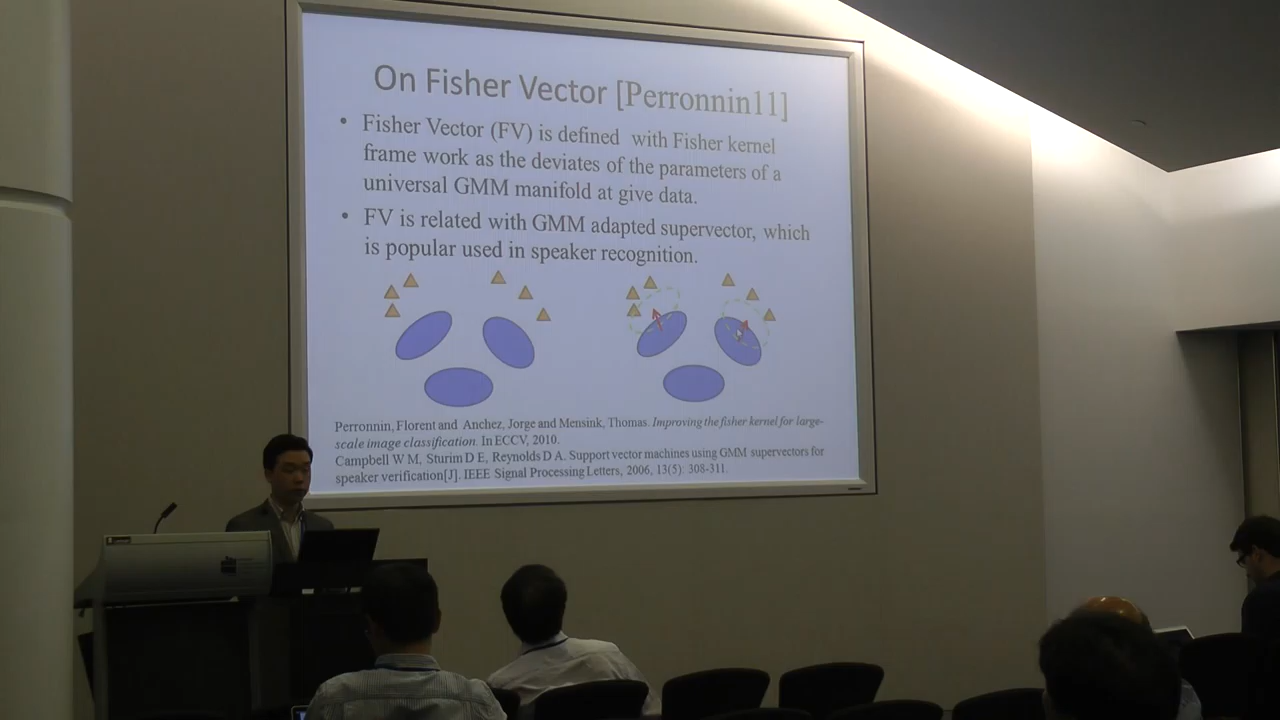 On Fisher Vector [Perronnin11]
• Fisher Vector (FV) is defined with Fisher kernel
frame work as the deviates of the parameters of a
universal GMM manifold at give data.
• FV is related with GMM adapted supervector, which
is popular used in speaker recognition.
Perronnin, Florent and Anchez, Jorge and Mensink, Thomas. Improving the fisher kernel for large-
scale image classification. In ECCV, 2010.
Campbell W M, Sturim D E, Reynolds D A. Support vector machines using GMM supervectors for
speaker verification[J]. IEEE Signal Processing Letters, 2006, 13(5): 308-311.